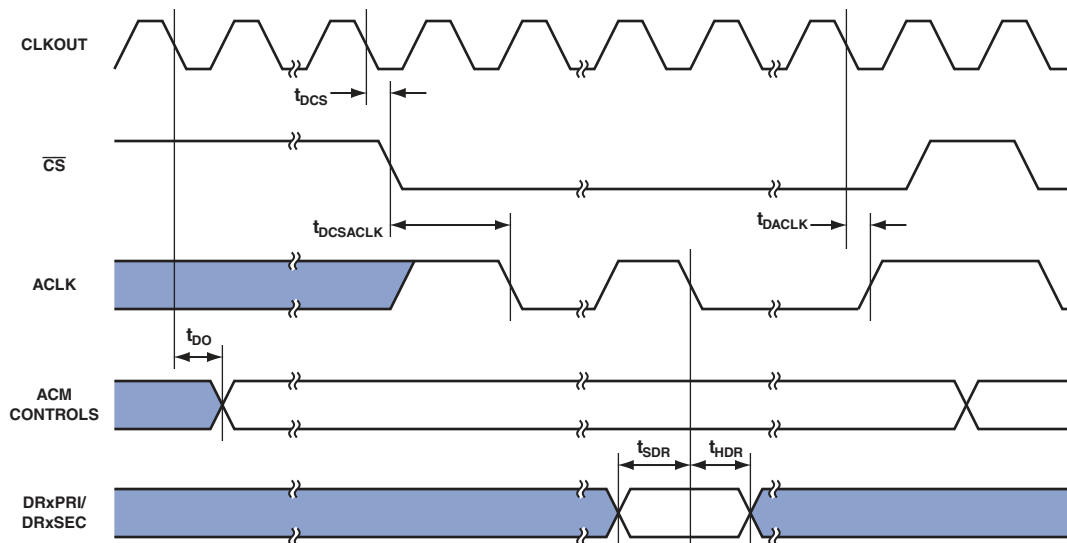 CLKOUT
tDCS
CS
tDCSACLK
tDACLK
ACLK
tDO
ACM
CONTROLS
tSDR
tHDR
DRxPRI/
DRxSEC